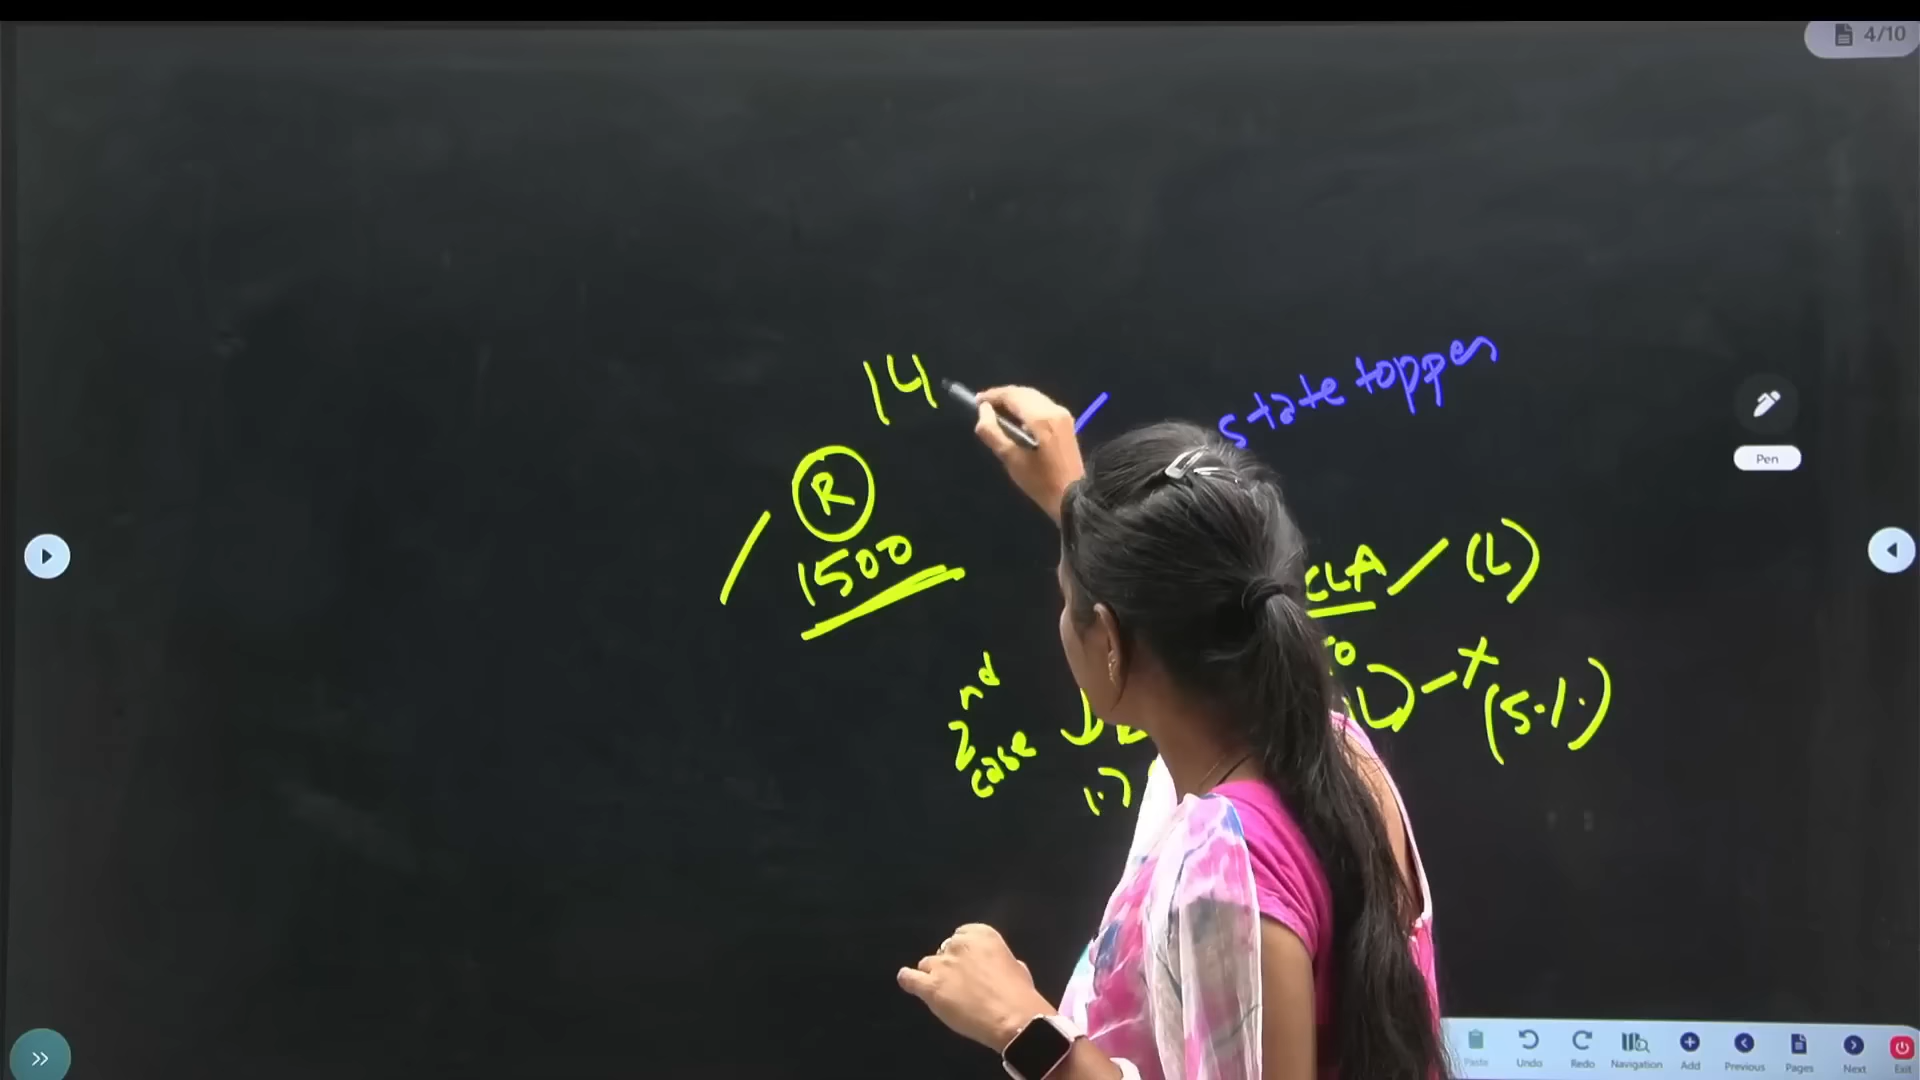 4/10
14
state topper
R
1500
CLA / (L)
2nd
case
(5.1.)
Pen
Paste
Undo
Redo
Navigation
Add
Previous
Pages
Next
Exit